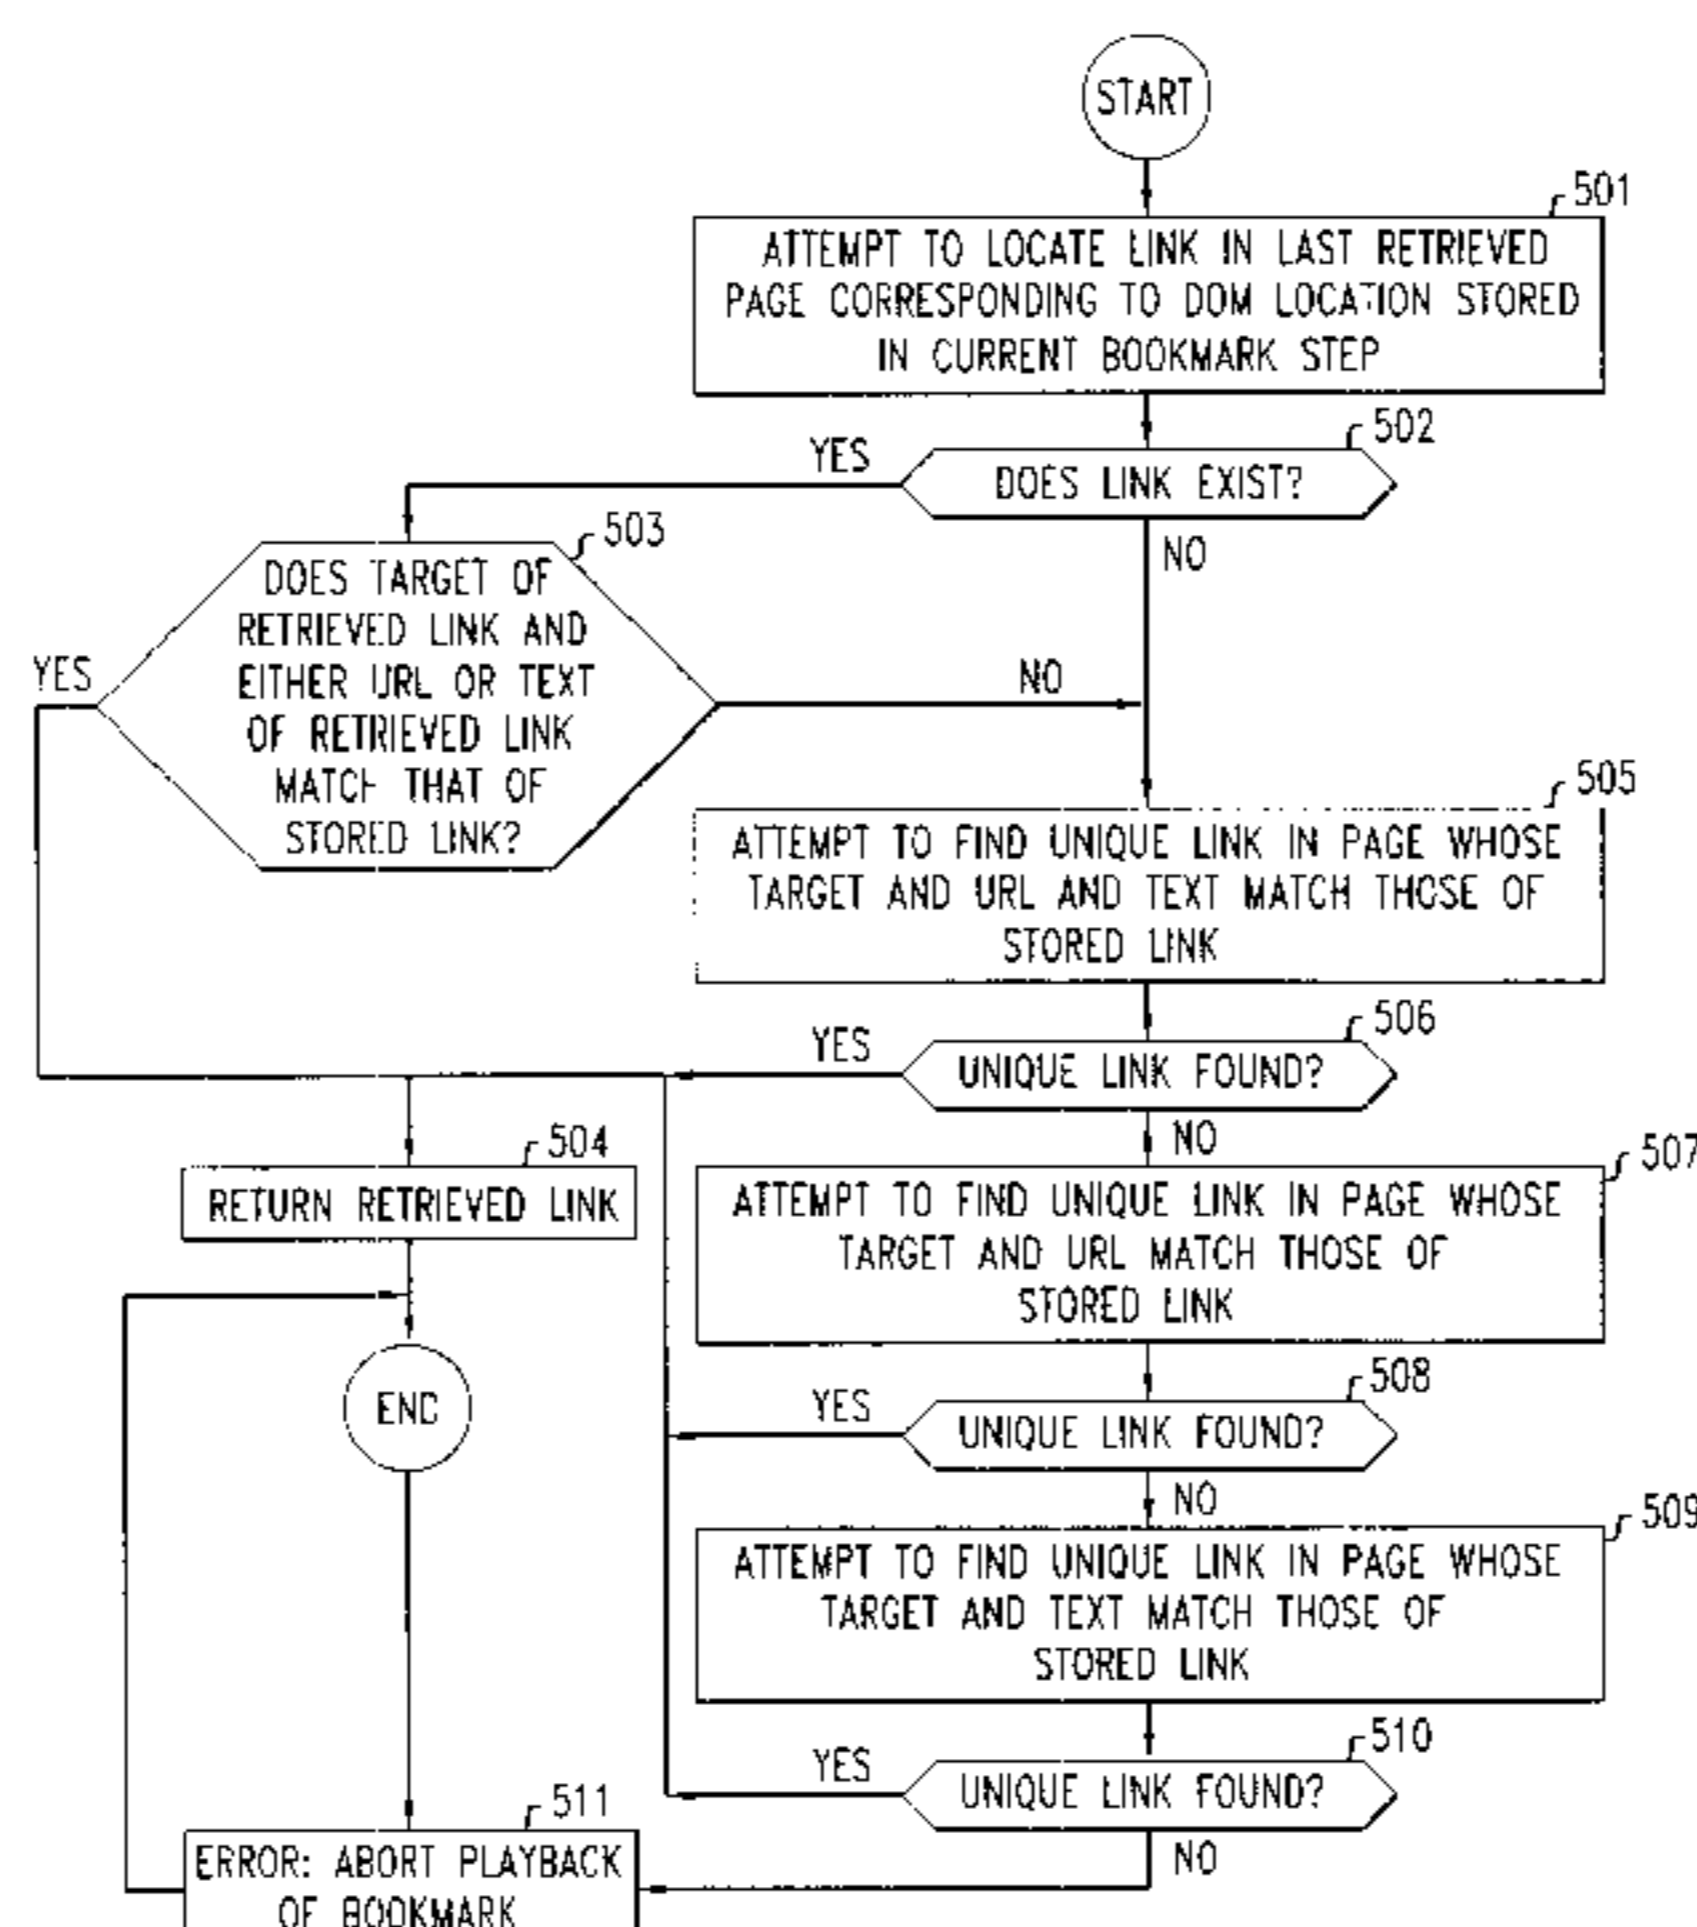 START
501
ATTEMPT TO LOCATE LINK IN LAST RETRIEVED
PAGE CORRESPONDING TO DOM LOCATION STORED
IN CURRENT BOOKMARK STEP
502
YES
DOES LINK EXIST?
NO
503
DOES TARGET OF
RETRIEVED LINK AND
EITHER URL OR TEXT
OF RETRIEVED LINK
MATCH THAT OF
STORED LINK?
YES
NO
505
ATTEMPT TO FIND UNIQUE LINK IN PAGE WHOSE
TARGET AND URL AND TEXT MATCH THOSE OF
STORED LINK
506
YES
UNIQUE LINK FOUND?
NO
504
RETURN RETRIEVED LINK
507
ATTEMPT TO FIND UNIQUE LINK IN PAGE WHOSE
TARGET AND URL MATCH THOSE OF
STORED LINK
END
508
YES
UNIQUE LINK FOUND?
NO
509
ATTEMPT TO FIND UNIQUE LINK IN PAGE WHOSE
TARGET AND TEXT MATCH THOSE OF
STORED LINK
510
YES
UNIQUE LINK FOUND?
NO
511
ERROR: ABORT PLAYBACK
OF BOOKMARK